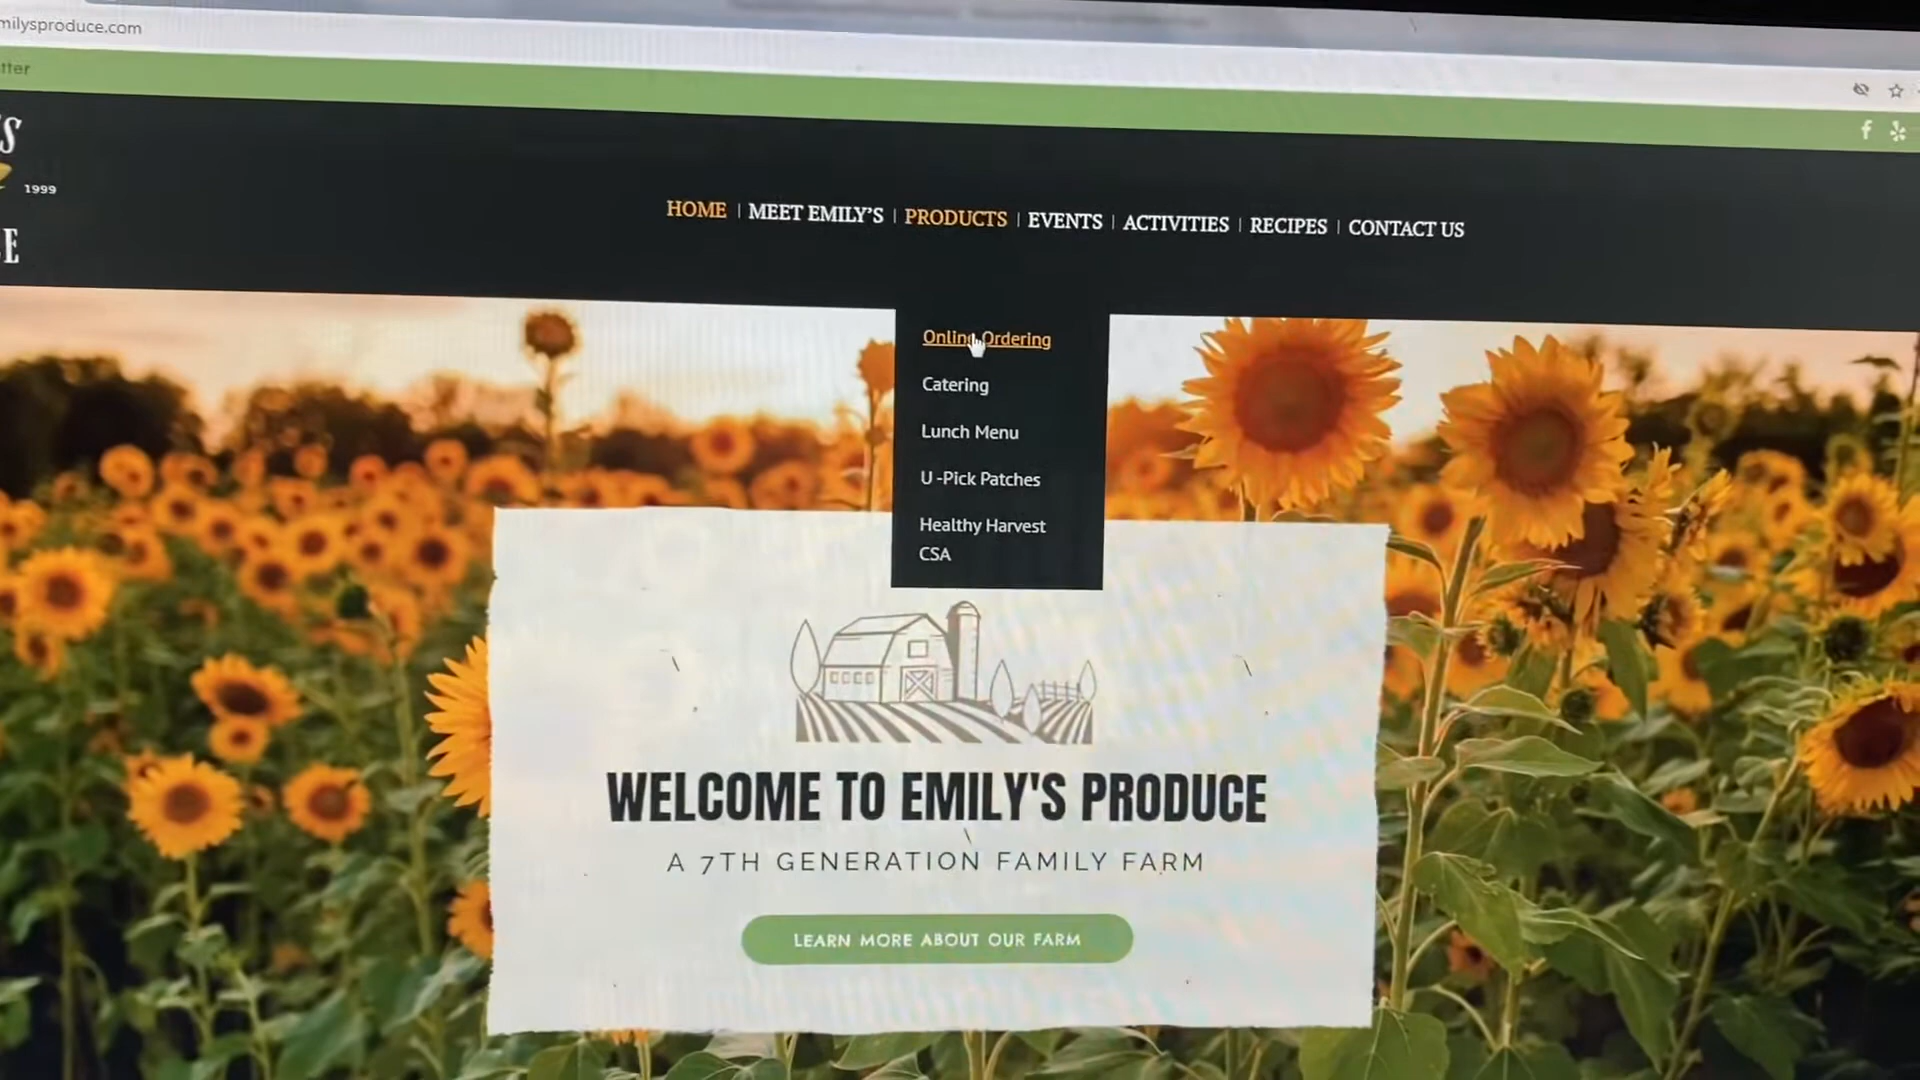 milysproduce.com
tter
1999
HOME | MEET EMILY'S | PRODUCTS | EVENTS | ACTIVITIES | RECIPES | CONTACT US
Online Ordering
Catering
Lunch Menu
U -Pick Patches
Healthy Harvest
CSA
WELCOME TO EMILY'S PRODUCE
A 7TH GENERATION FAMILY FARM
LEARN MORE ABOUT OUR FARM